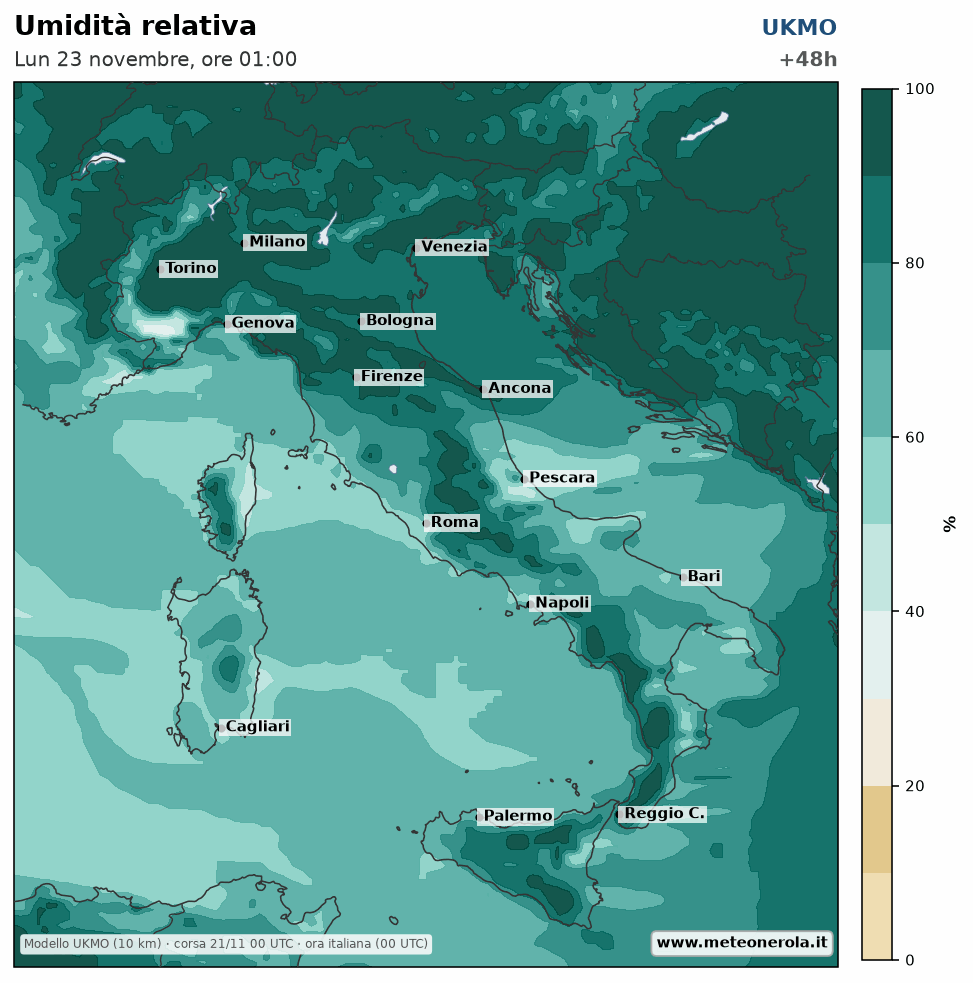 Umidità relativa
UKMO
Lun 23 novembre, ore 01:00
+48h
100
80
60
40
20
0
%
Milano
Venezia
Torino
Genova
Bologna
Firenze
Ancona
Pescara
Roma
Bari
Napoli
Cagliari
Palermo
Reggio C.
Modello UKMO (10 km) · corsa 21/11 00 UTC · ora italiana (00 UTC)
www.meteonerola.it